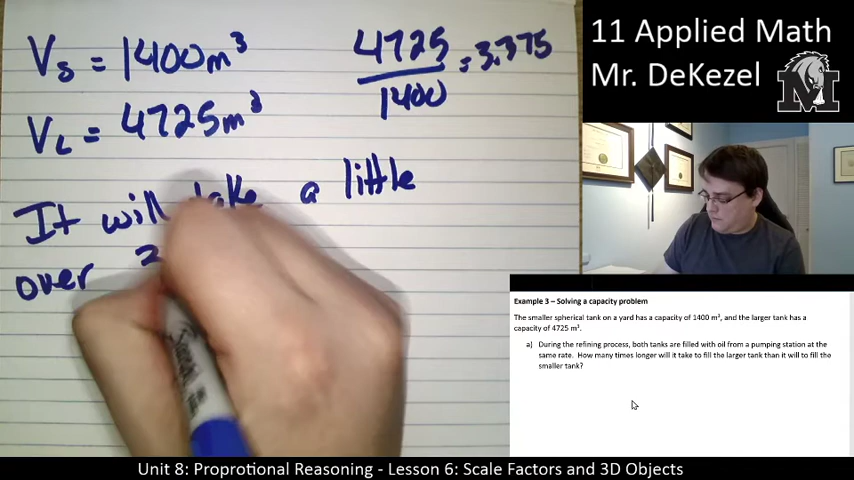 Vs = 1400m³
4725
1400
= 3.375
VL = 4725m³
It will take a little
over 3
11 Applied Math
Mr. DeKezel
M
Example 3 – Solving a capacity problem
The smaller spherical tank on a yard has a capacity of 1400 m³, and the larger tank has a
capacity of 4725 m³.
a) During the refining process, both tanks are filled with oil from a pumping station at the
same rate. How many times longer will it take to fill the larger tank than it will to fill the
smaller tank?
Unit 8: Proprotional Reasoning - Lesson 6: Scale Factors and 3D Objects